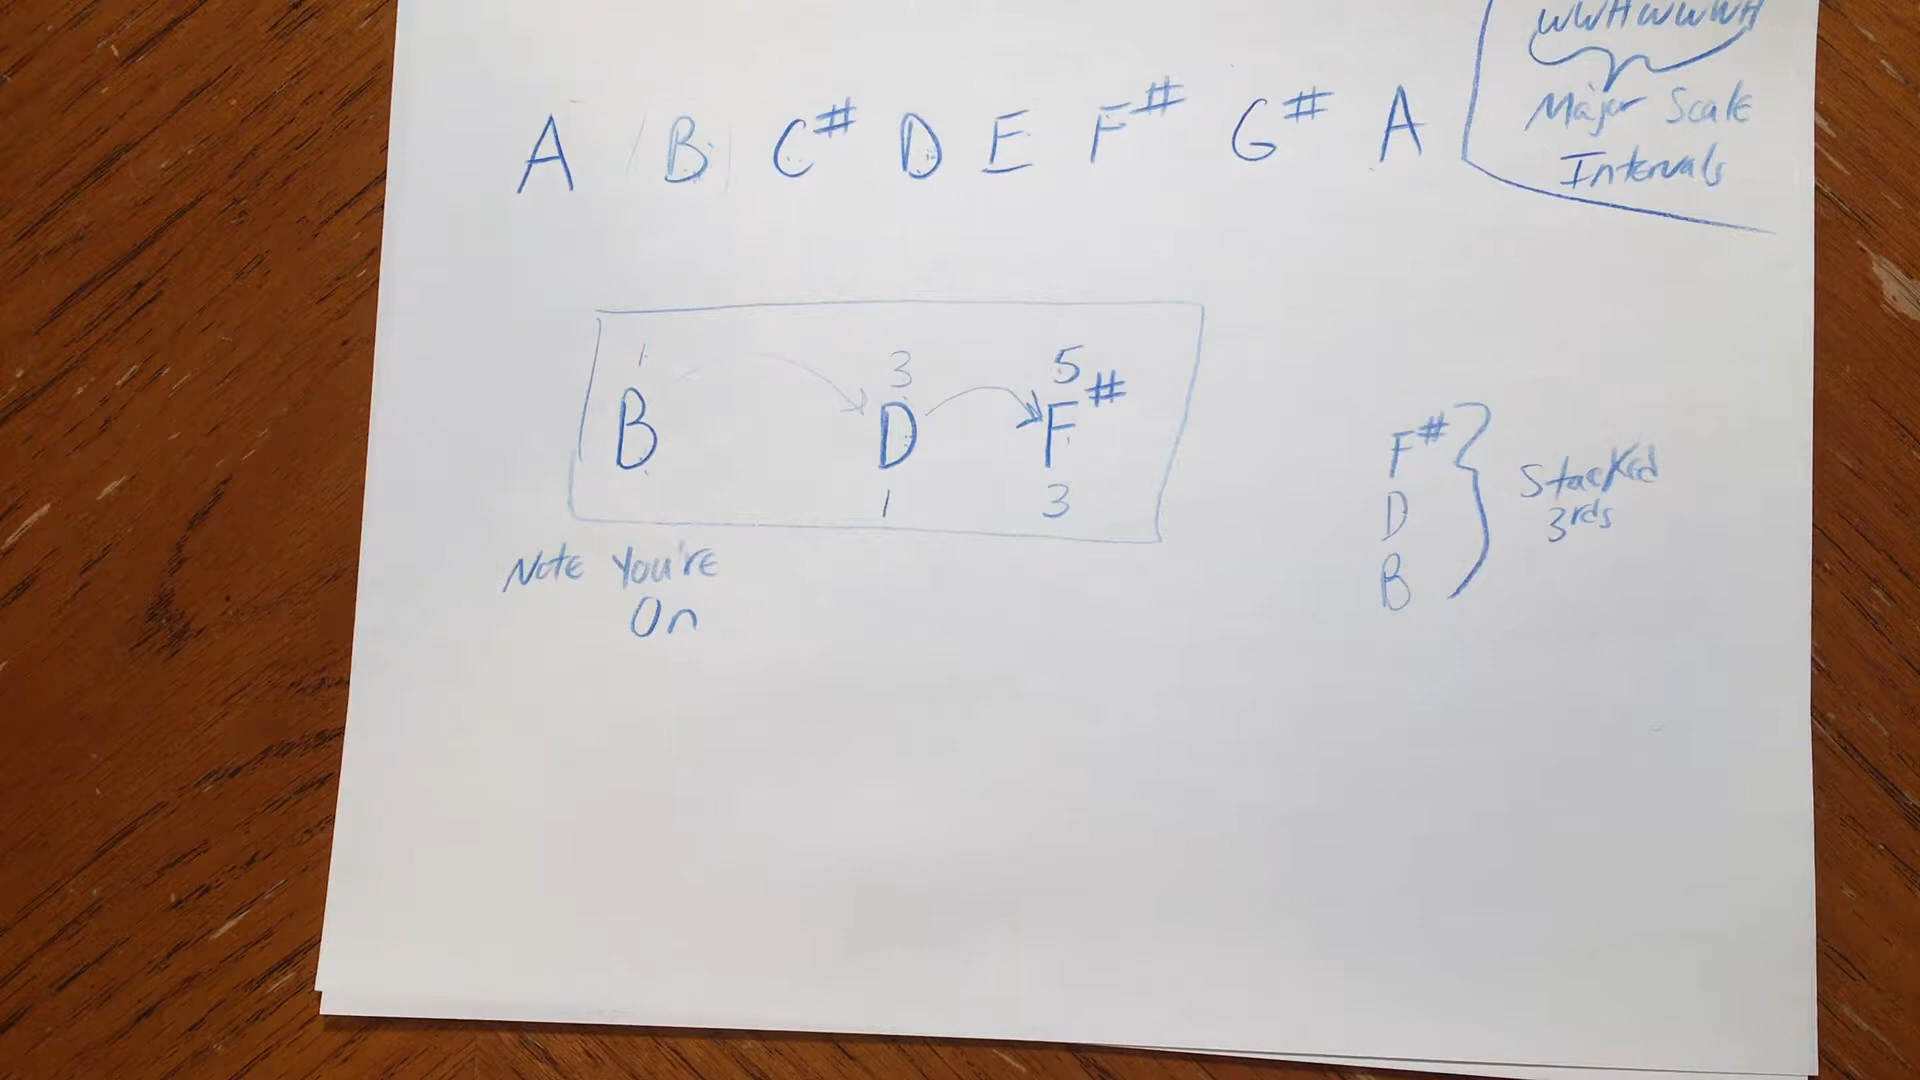 WWHWWWH
Major Scale
Intervals
A B C# D E F# G# A
1 3 5
B D F#
1 3
Note You're
On
F#
D
B
Stacked
3rds